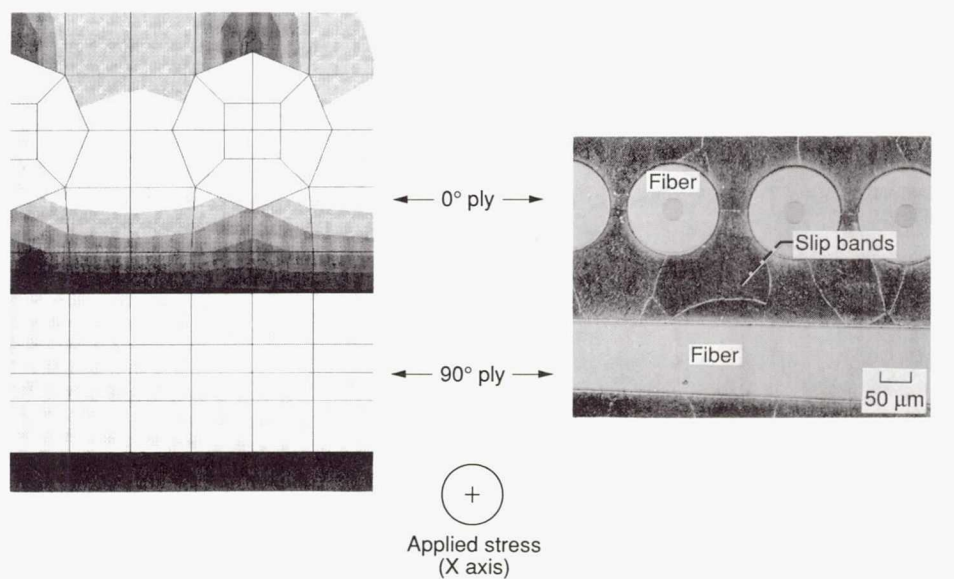 0° ply
90° ply
Fiber
Slip bands
Fiber
50 μm
Applied stress
(X axis)